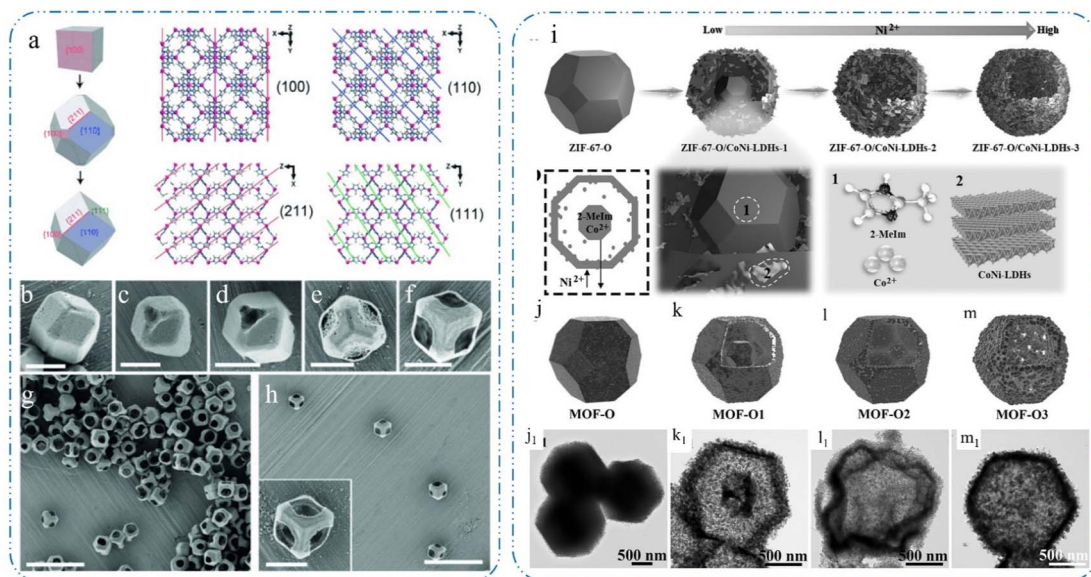 a
{100}
{211}
{100}
{110}
{211}
{111}
{100}
{110}
X Z Y
(100)
Z X Y
(110)
Z Y X
(211)
Z X Y
(111)
b
c
d
e
f
g
h
i
Low Ni²⁺ High
ZIF-67-O
ZIF-67-O/CoNi-LDHs-1
ZIF-67-O/CoNi-LDHs-2
ZIF-67-O/CoNi-LDHs-3
2-MeIm
Co²⁺
Ni²⁺
1
2
1
2-MeIm
Co²⁺
2
CoNi-LDHs
j
MOF-O
k
MOF-O1
l
MOF-O2
m
MOF-O3
j₁
500 nm
k₁
500 nm
l₁
500 nm
m₁
500 nm